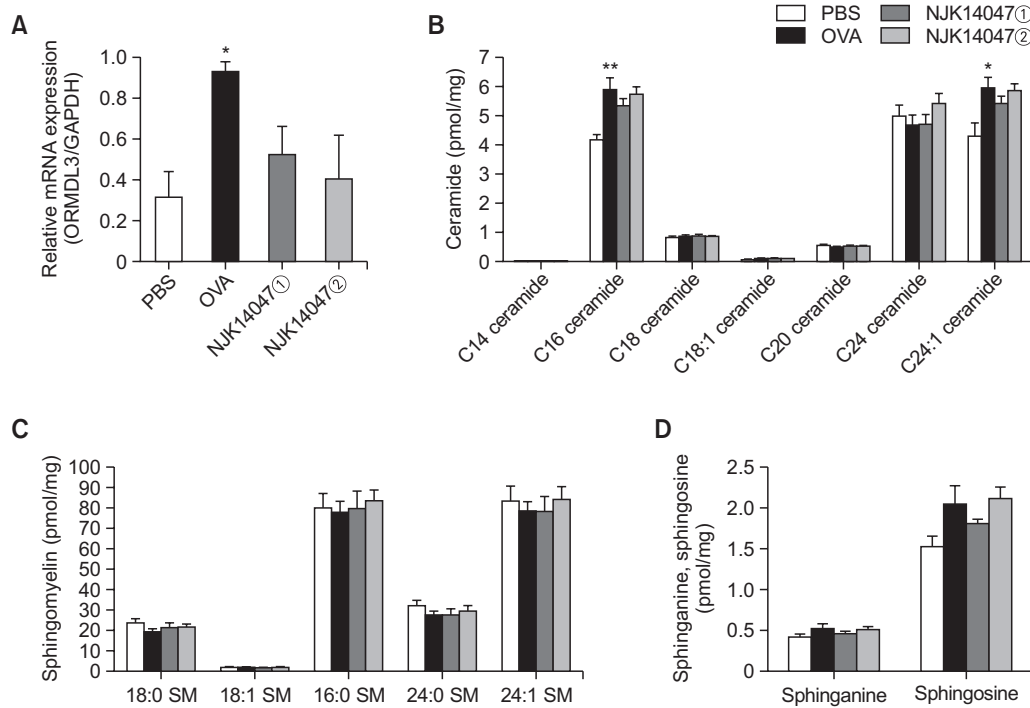 A
Relative mRNA expression
(ORMDL3/GAPDH)
1.0
0.8
0.6
0.4
0.2
0
*
PBS
OVA
NJK14047①
NJK14047②
B
PBS
OVA
NJK14047①
NJK14047②
Ceramide (pmol/mg)
7
6
5
4
3
2
1
0
**
*
C14 ceramide
C16 ceramide
C18 ceramide
C18:1 ceramide
C20 ceramide
C24 ceramide
C24:1 ceramide
C
Sphingomyelin (pmol/mg)
100
90
80
70
60
50
40
30
20
10
0
18:0 SM
18:1 SM
16:0 SM
24:0 SM
24:1 SM
D
Sphinganine, sphingosine
(pmol/mg)
2.5
2.0
1.5
1.0
0.5
0
Sphinganine
Sphingosine